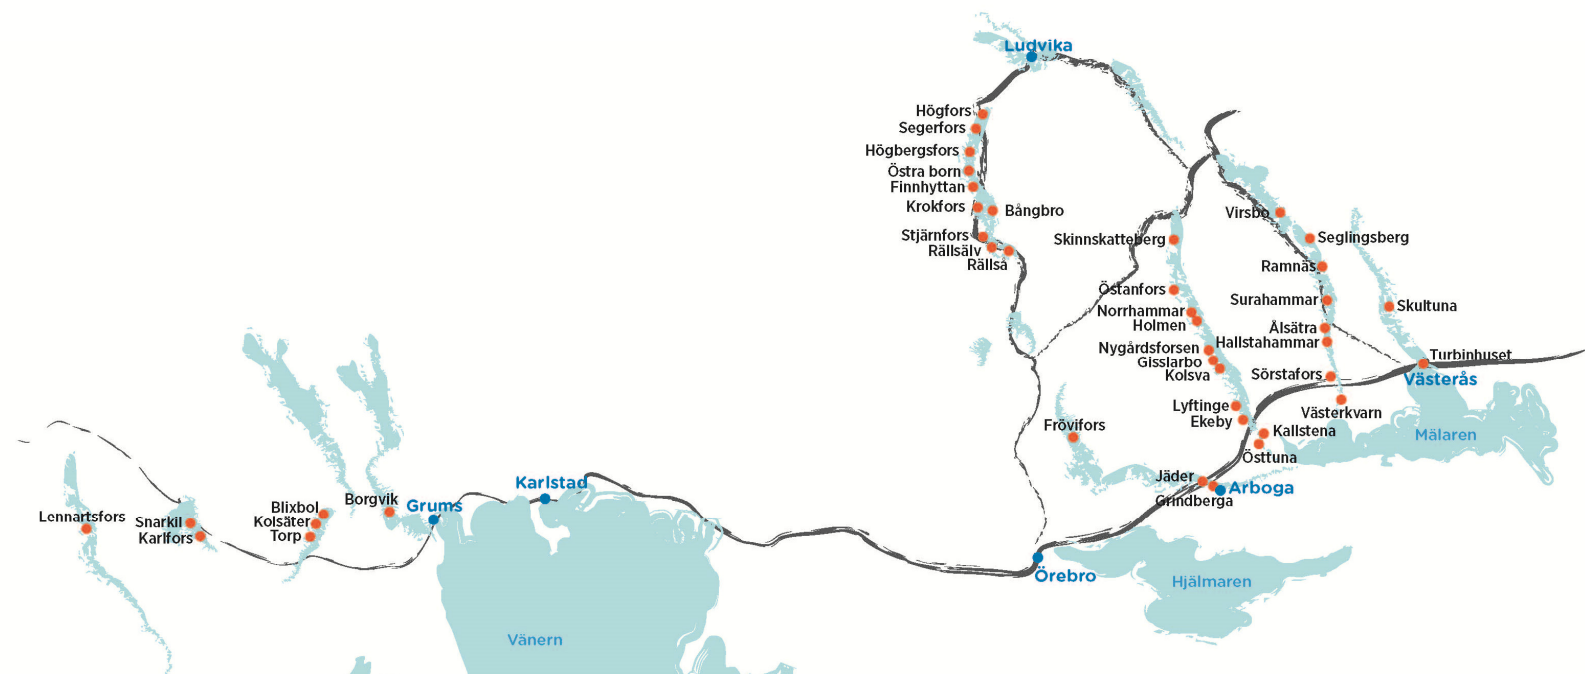 Ludvika
Högfors
Segerfors
Högbergsfors
Östra born
Finnhyttan
Krokfors
Bångbro
Stjärnfors
Rällsälv
Rällså
Virsbo
Skinnskatteberg
Seglingsberg
Ramnäs
Östanfors
Surahammar
Skultuna
Norrhammar
Holmen
Ålsätra
Hallstahammar
Nygårdsforsen
Gisslarbo
Kolsva
Turbinhuset
Sörstafors
Västerås
Lyftinge
Ekeby
Västerkvarn
Frövifors
Kallstena
Mälaren
Östtuna
Jäder
Arboga
Grindberga
Karlstad
Borgvik
Grums
Blixbol
Kolsäter
Torp
Lennartsfors
Snarkil
Karlfors
Örebro
Hjälmaren
Vänern